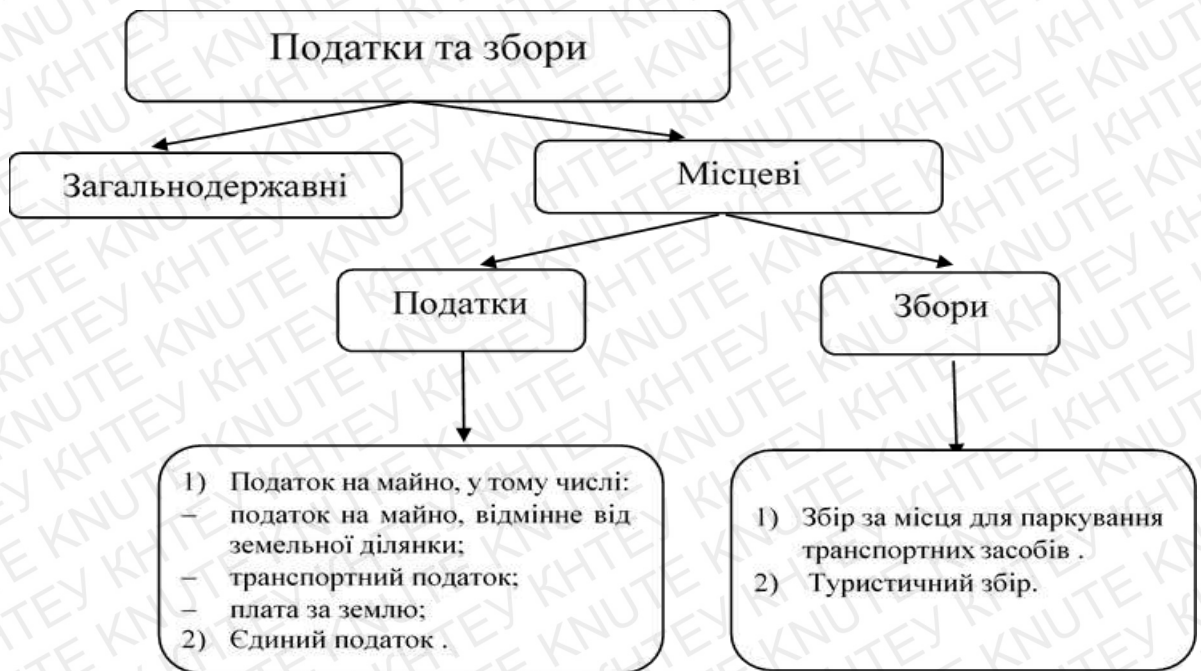 Податки та збори
Загальнодержавні
Місцеві
Податки
Збори
1) Податок на майно, у тому числі:
– податок на майно, відмінне від
земельної ділянки;
– транспортний податок;
– плата за землю;
2) Єдиний податок .
1) Збір за місця для паркування
транспортних засобів .
2) Туристичний збір.